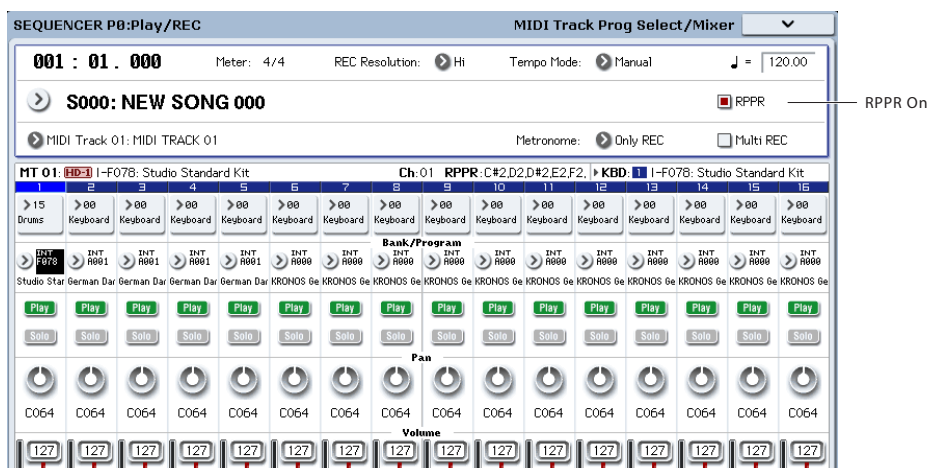 SEQUENCER P0:Play/REC MIDI Track Prog Select/Mixer
001 : 01 . 000 Meter: 4/4 REC Resolution: Hi Tempo Mode: Manual ♩ = 120.00
S000: NEW SONG 000 RPPR RPPR On
MIDI Track 01: MIDI TRACK 01 Metronome: Only REC Multi REC
MT 01: HD-1 I-F078: Studio Standard Kit Ch:01 RPPR:C#2,D2,D#2,E2,F2, KBD: 1 I-F078: Studio Standard Kit
1 2 3 4 5 6 7 8 9 10 11 12 13 14 15 16
15 00 00 00 00 00 00 00 00 00 00 00 00 00 00 00
Drums Keyboard Keyboard Keyboard Keyboard Keyboard Keyboard Keyboard Keyboard Keyboard Keyboard Keyboard Keyboard Keyboard Keyboard Keyboard
Bank/Program
INT INT INT INT INT INT INT INT INT INT INT INT INT INT INT INT
F078 A001 A001 A001 A001 A000 A000 A000 A000 A000 A000 A000 A000 A000 A000 A000
Studio Star German Dar German Dar German Dar German Dar KRONOS Ge KRONOS Ge KRONOS Ge KRONOS Ge KRONOS Ge KRONOS Ge KRONOS Ge KRONOS Ge KRONOS Ge KRONOS Ge KRONOS Ge
Play Play Play Play Play Play Play Play Play Play Play Play Play Play Play Play
Solo Solo Solo Solo Solo Solo Solo Solo Solo Solo Solo Solo Solo Solo Solo Solo
Pan
C064 C064 C064 C064 C064 C064 C064 C064 C064 C064 C064 C064 C064 C064 C064 C064
Volume
127 127 127 127 127 127 127 127 127 127 127 127 127 127 127 127